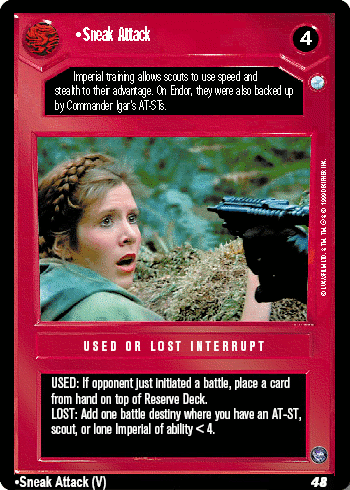 •Sneak Attack
4
Imperial training allows scouts to use speed and
stealth to their advantage. On Endor, they were also backed up
by Commander Igar's AT-STs.
USED OR LOST INTERRUPT
USED: If opponent just initiated a battle, place a card
from hand on top of Reserve Deck.
LOST: Add one battle destiny where you have an AT-ST,
scout, or lone Imperial of ability < 4.
•Sneak Attack (V)
48